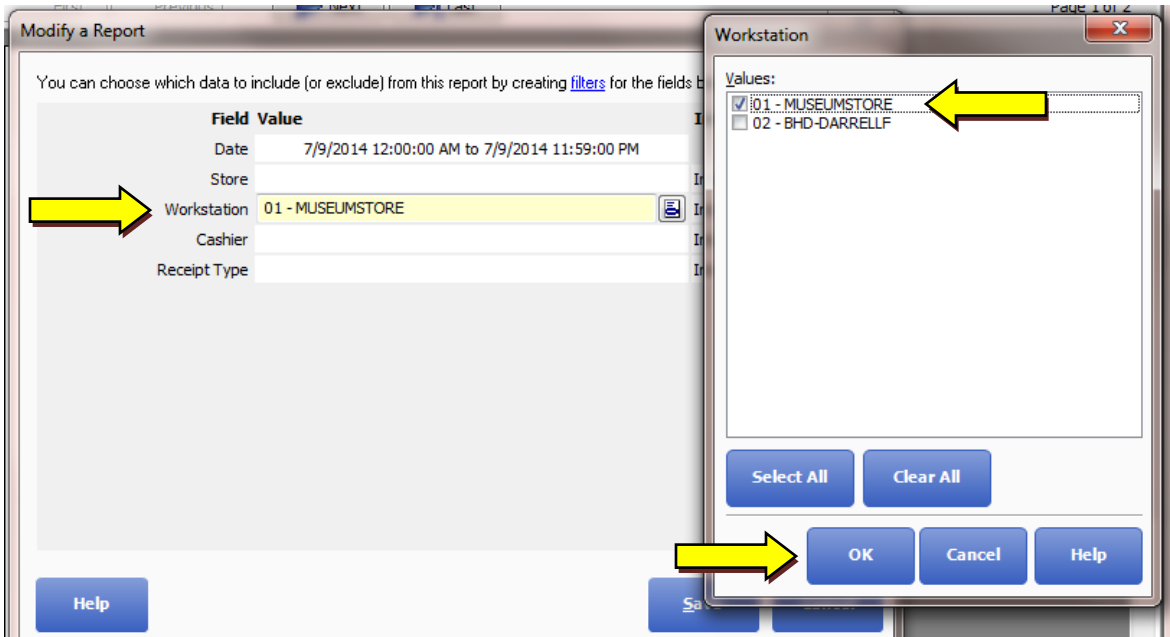 Next
Last
Page 1 of 2
Modify a Report
You can choose which data to include (or exclude) from this report by creating filters for the fields
Field Value
Date 7/9/2014 12:00:00 AM to 7/9/2014 11:59:00 PM
Store
Workstation 01 - MUSEUMSTORE
Cashier
Receipt Type
Help
Workstation
Values:
01 - MUSEUMSTORE
02 - BHD-DARRELLF
Select All
Clear All
OK
Cancel
Help